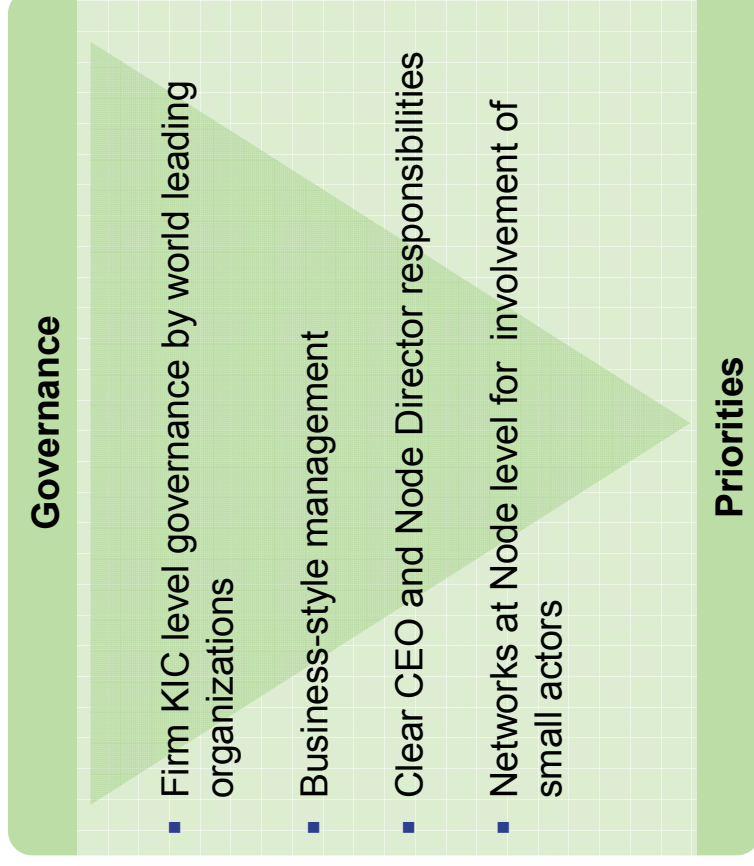 Governance
▪ Firm KIC level governance by world leading
organizations
▪ Business-style management
▪ Clear CEO and Node Director responsibilities
▪ Networks at Node level for  involvement of
small actors
Priorities